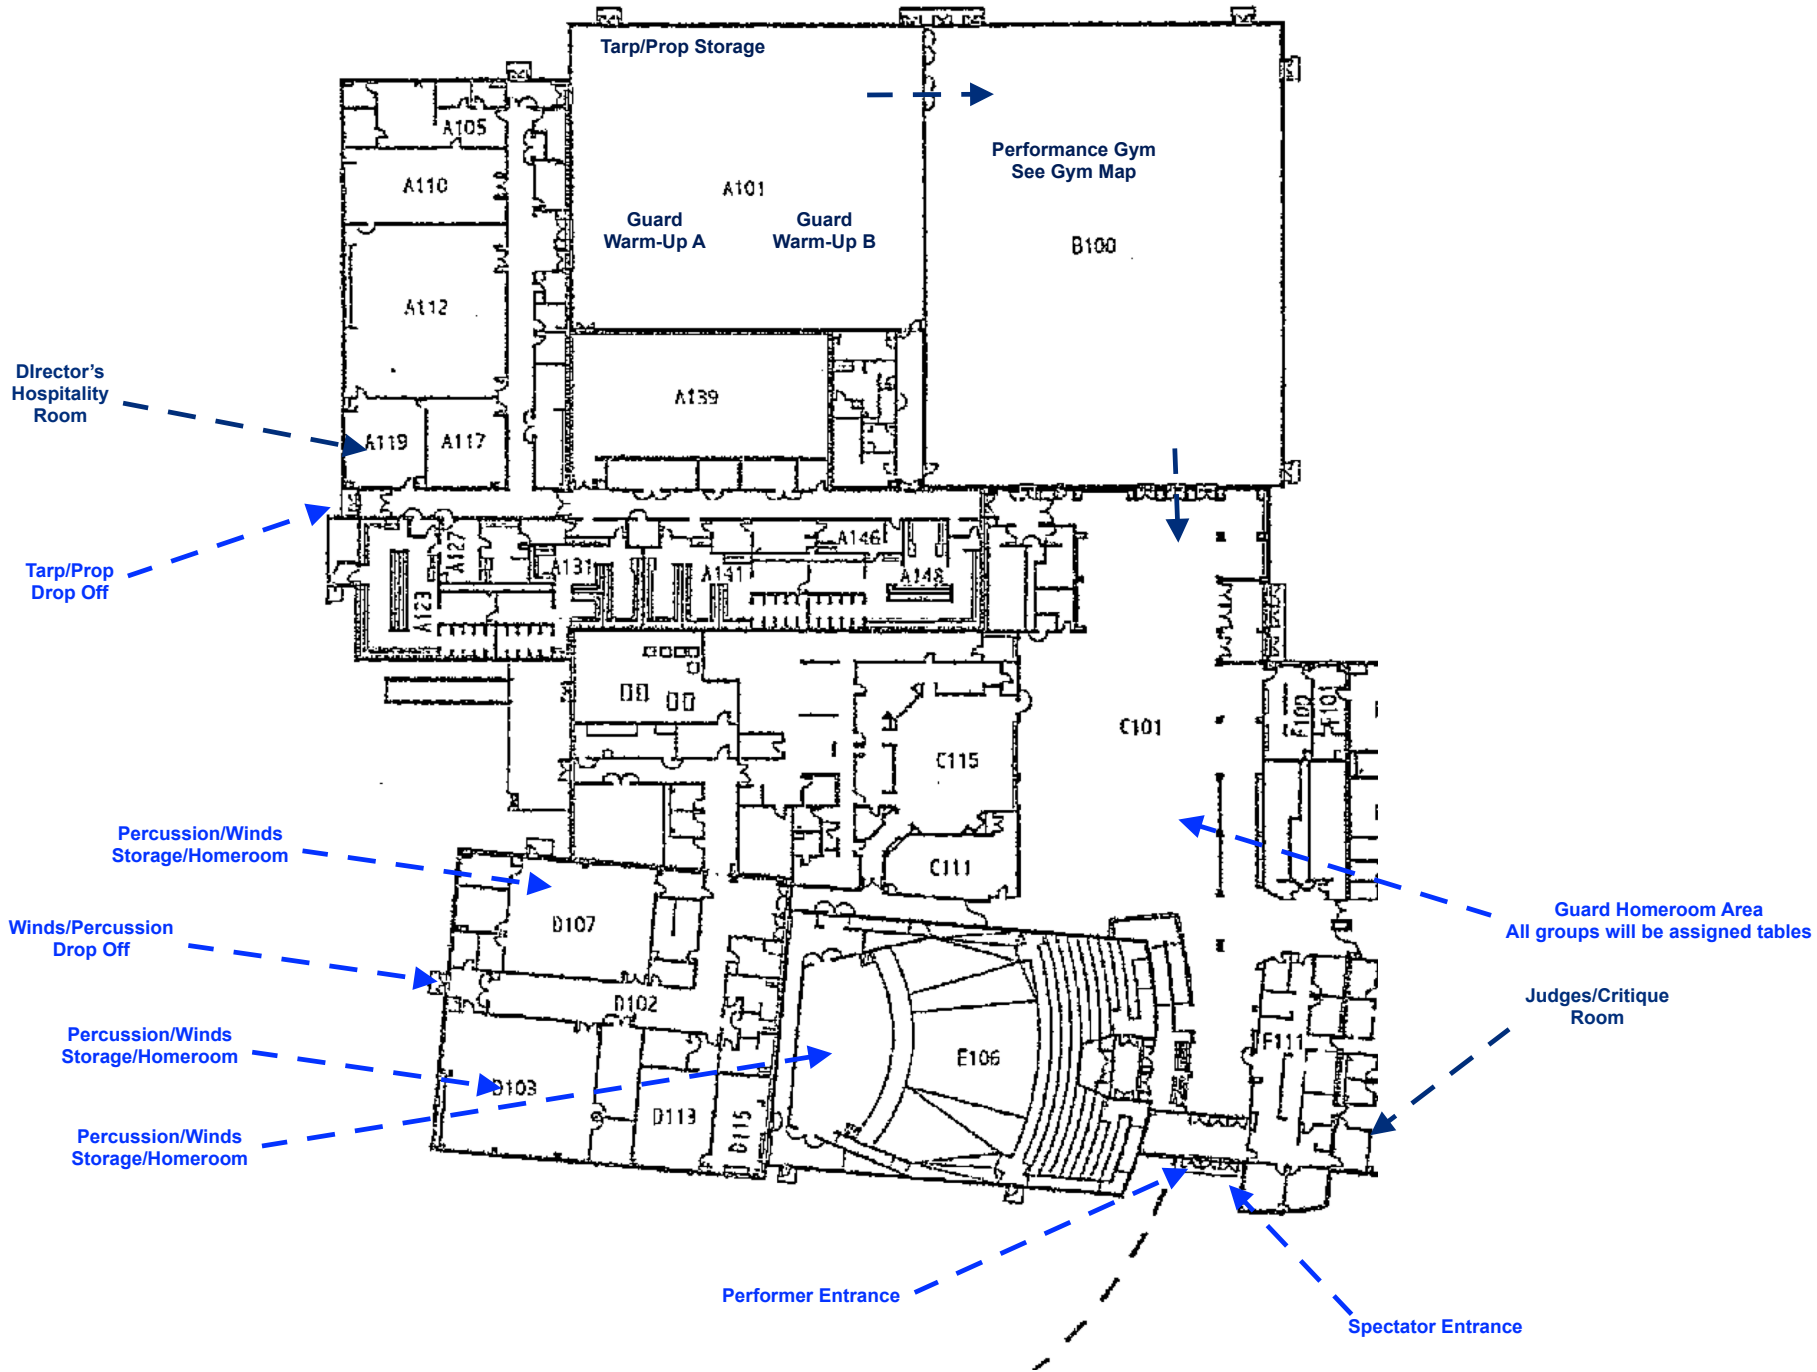 Tarp/Prop Storage
A105
Performance Gym
See Gym Map
A110
A101
Guard
Warm-Up A
Guard
Warm-Up B
B100
A112
DIrector’s
Hospitality
Room
A139
A119
A117
Tarp/Prop
Drop Off
A127
A131
A123
A141
A146
A148
F100
F101
C101
C115
C111
Percussion/Winds
Storage/Homeroom
D107
Winds/Percussion
Drop Off
D102
Guard Homeroom Area
All groups will be assigned tables
Judges/Critique
Room
Percussion/Winds
Storage/Homeroom
D103
E106
F111
D113
D115
Percussion/Winds
Storage/Homeroom
Performer Entrance
Spectator Entrance